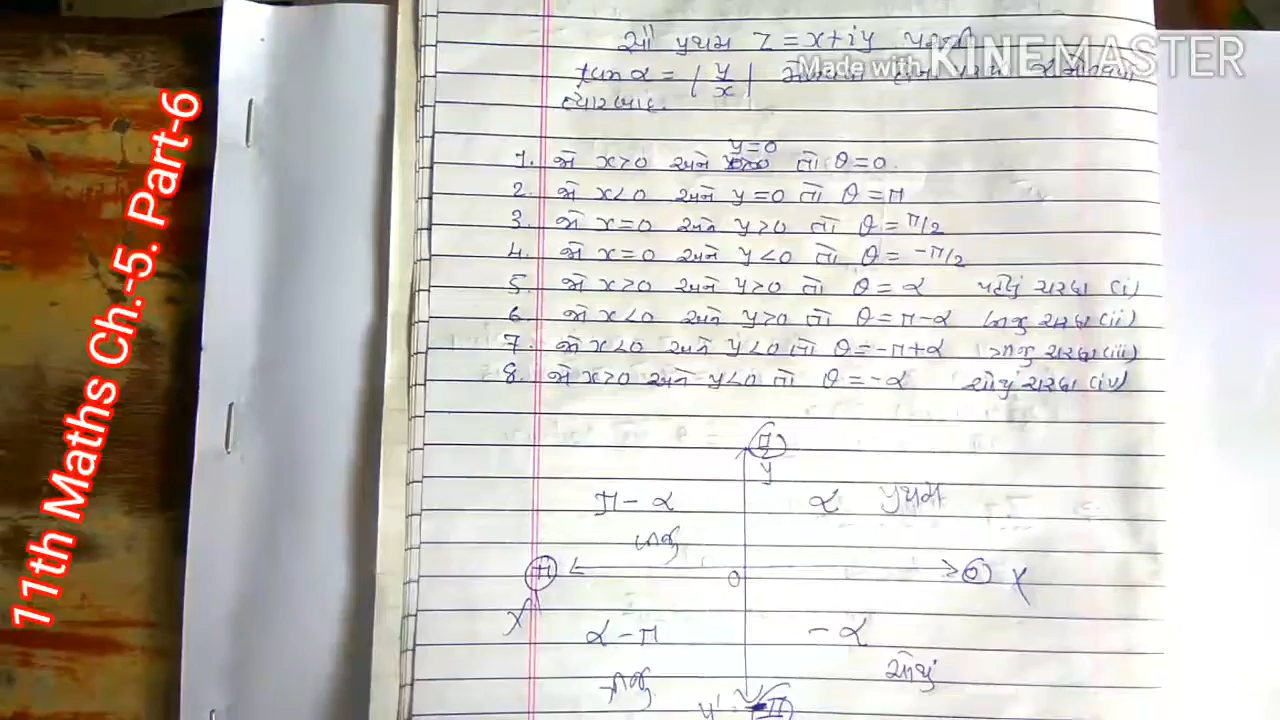 સૌ પ્રથમ z = x+iy પરથી
Made with KINEMASTER
tan α = | y/x |
ત્યારબાદ.
y=0
1. જો x>0 અને તો θ=0.
2. જો x<0 અને y=0 તો θ=π
3. જો x=0 અને y>0 તો θ=π/2
4. જો x=0 અને y<0 તો θ= -π/2
5. જો x>0 અને y>0 તો θ=α પહેલું ચરણ (i)
6. જો x<0 અને y>0 તો θ=π-α બીજુ ચરણ (ii)
7. જો x<0 અને y<0 તો θ=-π+α ત્રીજુ ચરણ (iii)
8. જો x>0 અને y<0 તો θ=-α ચોથું ચરણ (iv)
π/2
y
π-α α પ્રથમ
બીજુ
π O 0 X
X'
α-π -α
ત્રીજુ ચોથું
y'
11th Maths Ch.-5. Part-6